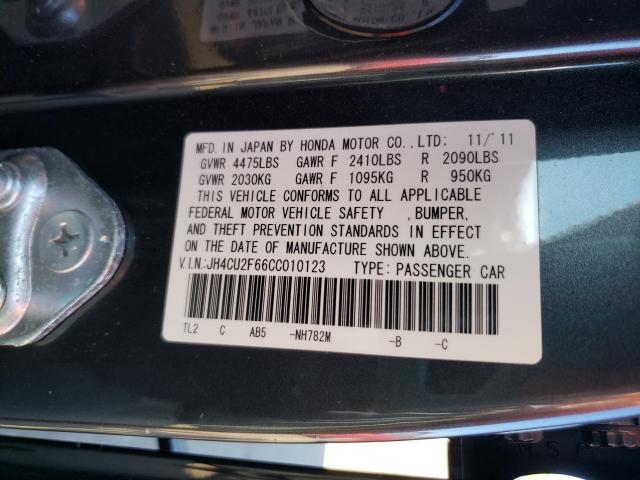 MFD. IN JAPAN BY HONDA MOTOR CO.,LTD: 11/'11
GVWR 4475LBS GAWR F 2410LBS R 2090LBS
GVWR 2030KG GAWR F 1095KG R 950KG
THIS VEHICLE CONFORMS TO ALL APPLICABLE
FEDERAL MOTOR VEHICLE SAFETY ,BUMPER,
AND THEFT PREVENTION STANDARDS IN EFFECT
ON THE DATE OF MANUFACTURE SHOWN ABOVE.
V.I.N.:JH4CU2F66CC010123 TYPE: PASSENGER CAR
TL2 C AB5 -NH782M -B -C